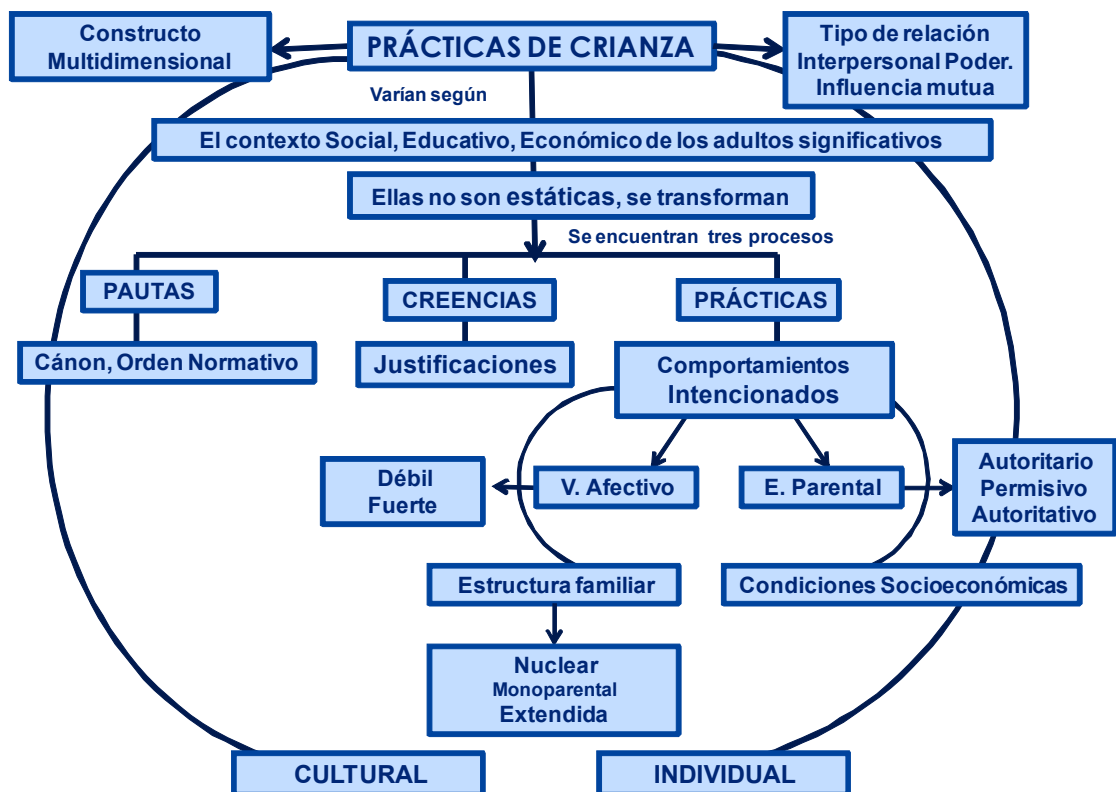 Constructo
Multidimensional
PRÁCTICAS DE CRIANZA
Tipo de relación
Interpersonal Poder.
Influencia mutua
Varían según
El contexto Social, Educativo, Económico de los adultos significativos
Ellas no son estáticas, se transforman
Se encuentran tres procesos
PAUTAS
CREENCIAS
PRÁCTICAS
Cánon, Orden Normativo
Justificaciones
Comportamientos
Intencionados
Débil
Fuerte
V. Afectivo
E. Parental
Autoritario
Permisivo
Autoritativo
Estructura familiar
Condiciones Socioeconómicas
Nuclear
Monoparental
Extendida
CULTURAL
INDIVIDUAL